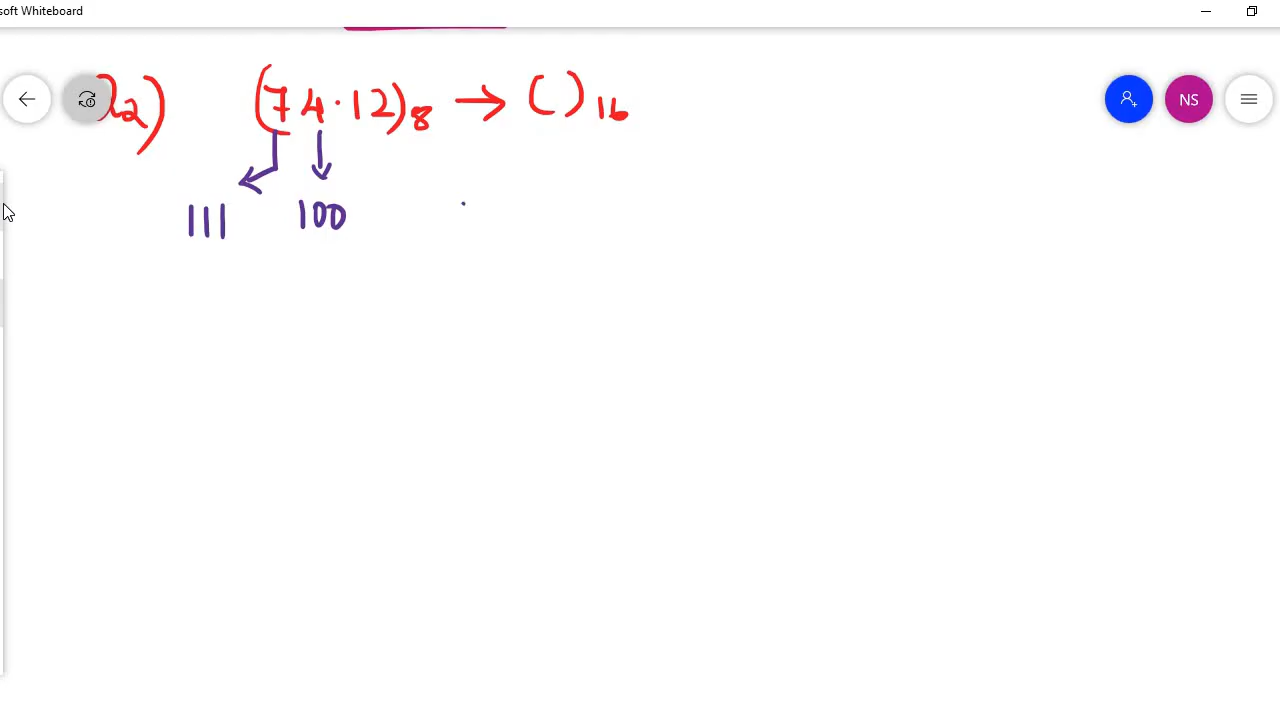 soft Whiteboard
2) (74.12)8 → ( )16
NS
111 100